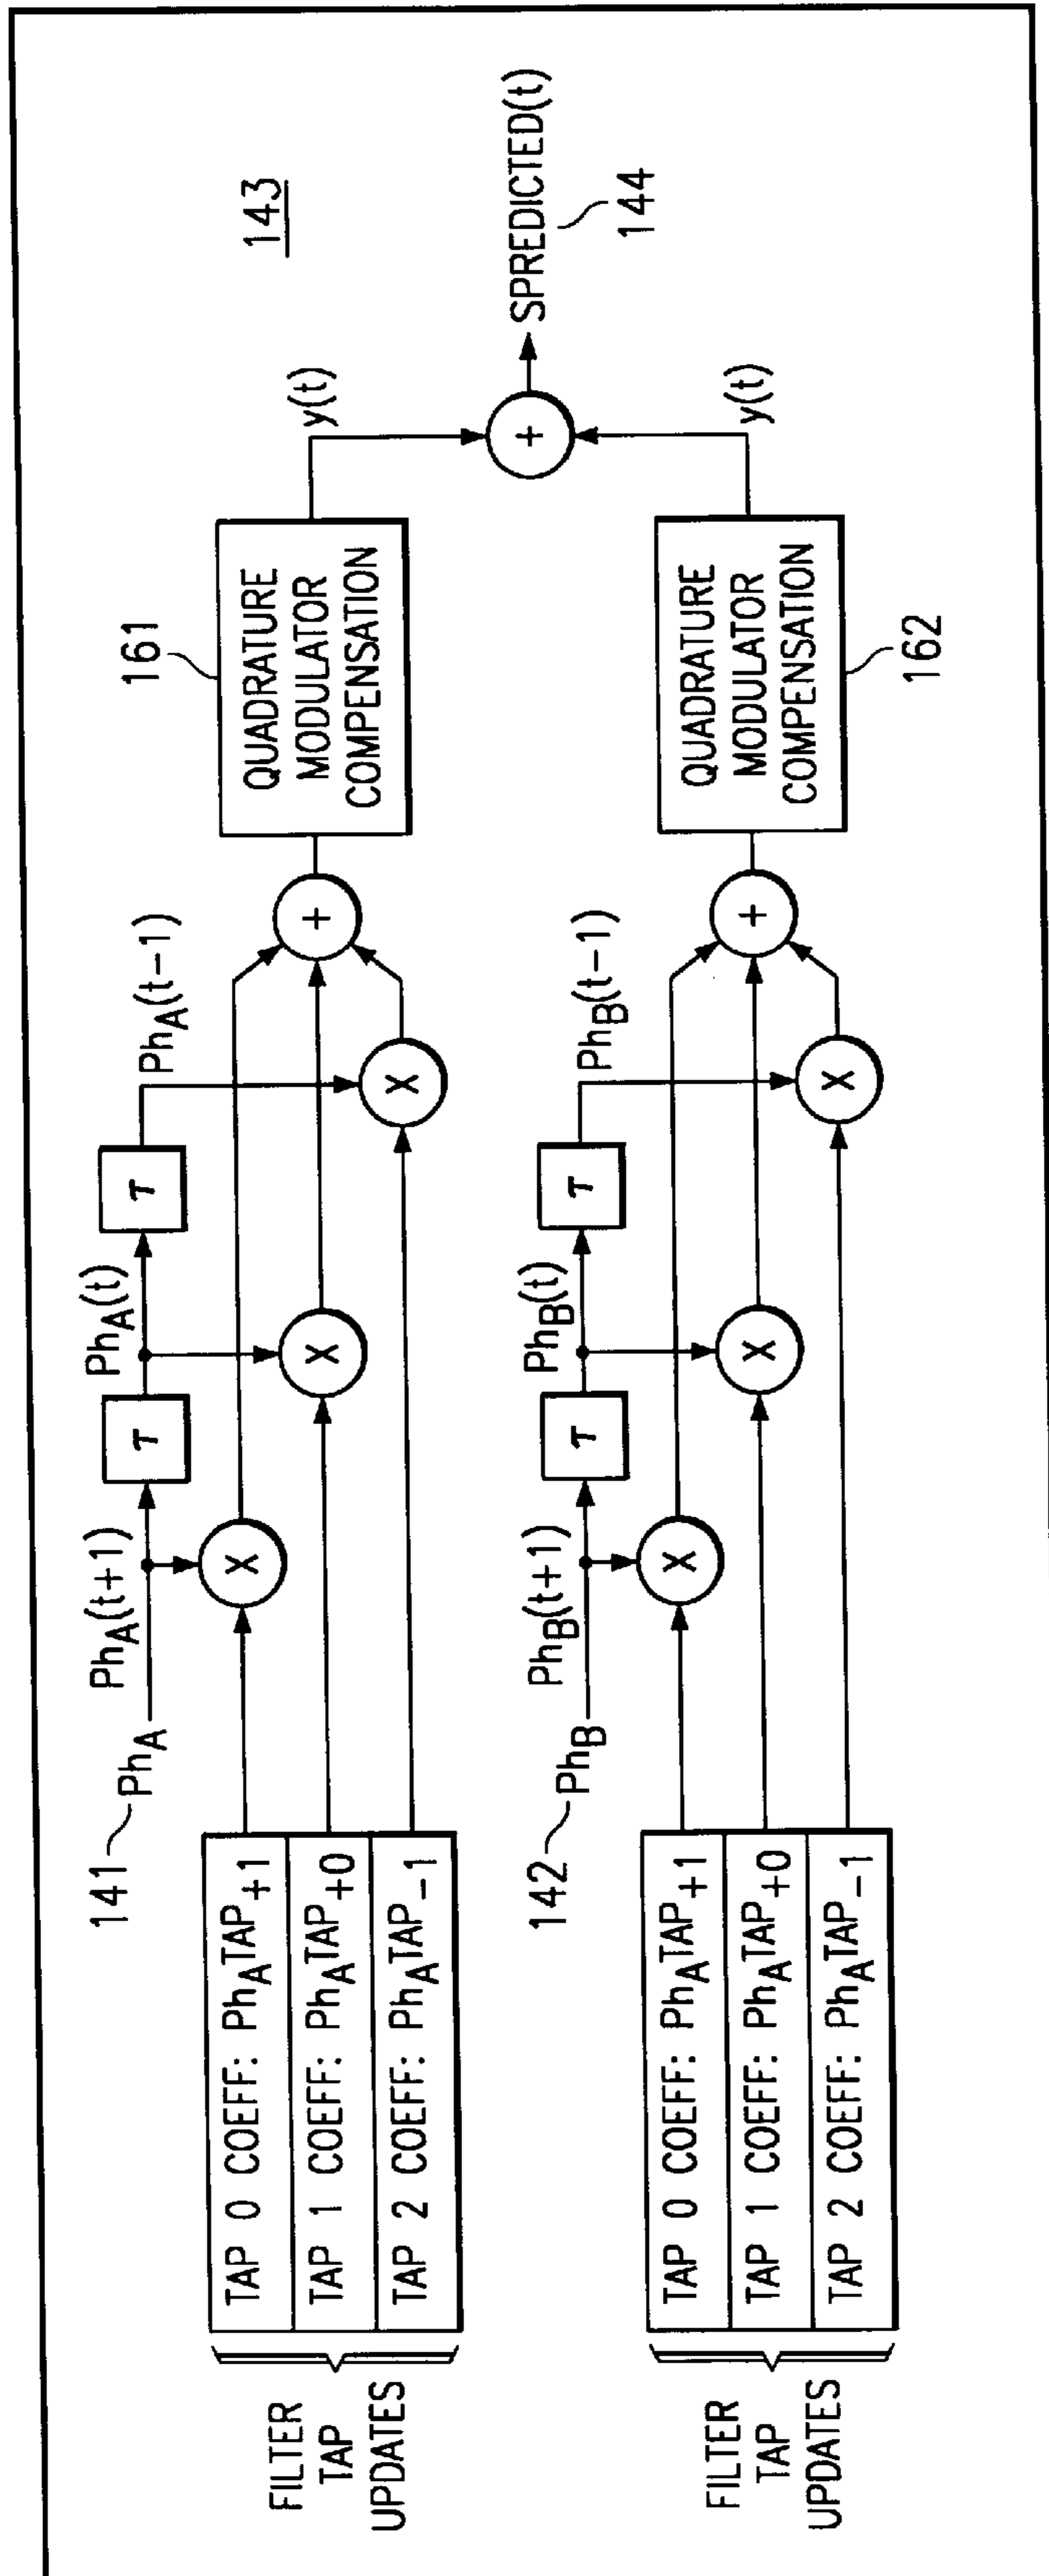 143
141
PhA
PhA(t+1)
τ
PhA(t)
τ
PhA(t-1)
FILTER
TAP
UPDATES
TAP 0 COEFF: PhATAP+1
TAP 1 COEFF: PhATAP+0
TAP 2 COEFF: PhATAP-1
X
X
X
+
161
QUADRATURE
MODULATOR
COMPENSATION
y(t)
+
SPREDICTED(t)
144
142
PhB
PhB(t+1)
τ
PhB(t)
τ
PhB(t-1)
FILTER
TAP
UPDATES
TAP 0 COEFF: PhATAP+1
TAP 1 COEFF: PhATAP+0
TAP 2 COEFF: PhATAP-1
X
X
X
+
QUADRATURE
MODULATOR
COMPENSATION
162
y(t)